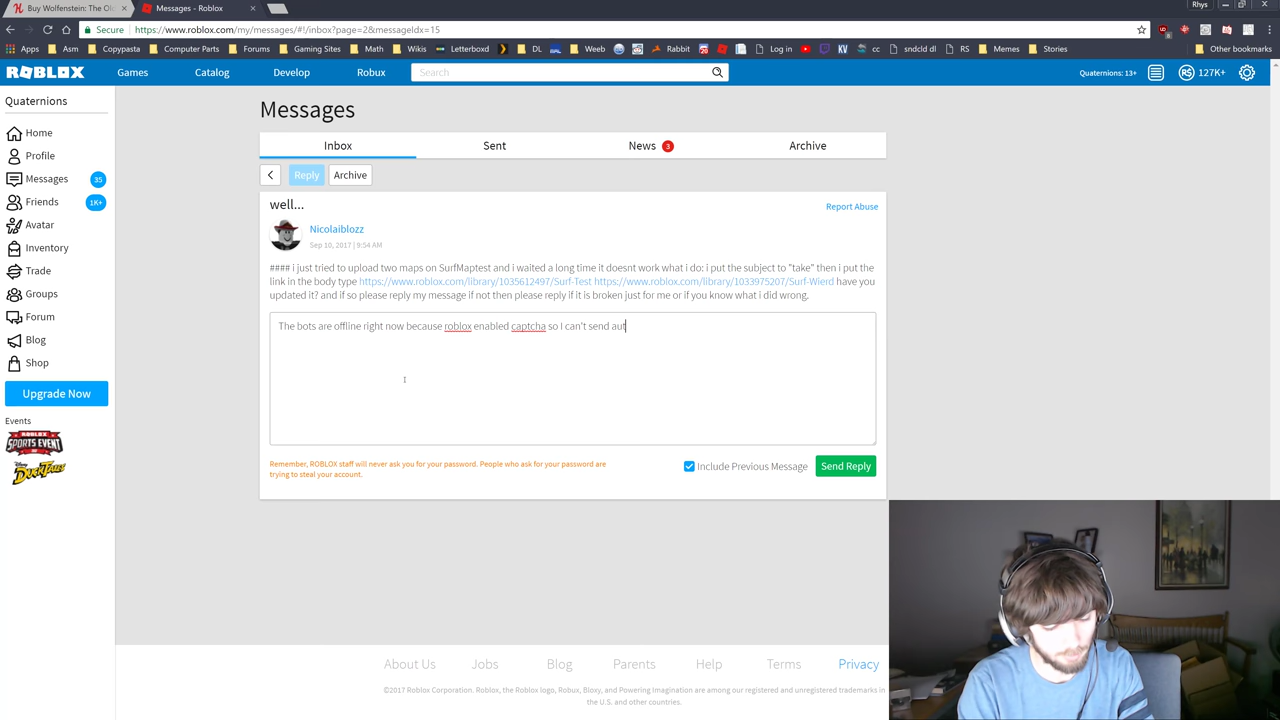 Buy Wolfenstein: The Ol
Messages - Roblox
Rhys
Secure
https://www.roblox.com/my/messages/#!/inbox?page=2&messageIdx=15
Apps
Asm
Copypasta
Computer Parts
Forums
Gaming Sites
Math
Wikis
Letterboxd
DL
Weeb
Rabbit
Log in
KV
cc
sndcld dl
RS
Memes
Stories
Other bookmarks
ROBLOX
Games
Catalog
Develop
Robux
Search
Quaternions: 13+
R$
127K+
Quaternions
Home
Profile
Messages
35
Friends
1K+
Avatar
Inventory
Trade
Groups
Forum
Blog
Shop
Upgrade Now
Events
ROBLOX
SPORTS EVENT
DUCKTALES
Messages
Inbox
Sent
News 3
Archive
Reply
Archive
well...
Report Abuse
Nicolaiblozz
Sep 10, 2017 | 9:54 AM
#### i just tried to upload two maps on SurfMaptest and i waited a long time it doesnt work what i do: i put the subject to "take" then i put the
link in the body type https://www.roblox.com/library/1035612497/Surf-Test https://www.roblox.com/library/1033975207/Surf-Wierd have you
updated it? and if so please reply my message if not then please reply if it is broken just for me or if you know what i did wrong.
The bots are offline right now because roblox enabled captcha so I can't send aut
Remember, ROBLOX staff will never ask you for your password. People who ask for your password are
trying to steal your account.
Include Previous Message
Send Reply
About Us
Jobs
Blog
Parents
Help
Terms
Privacy
©2017 Roblox Corporation. Roblox, the Roblox logo, Robux, Bloxy, and Powering Imagination are among our registered and unregistered trademarks in
the U.S. and other countries.